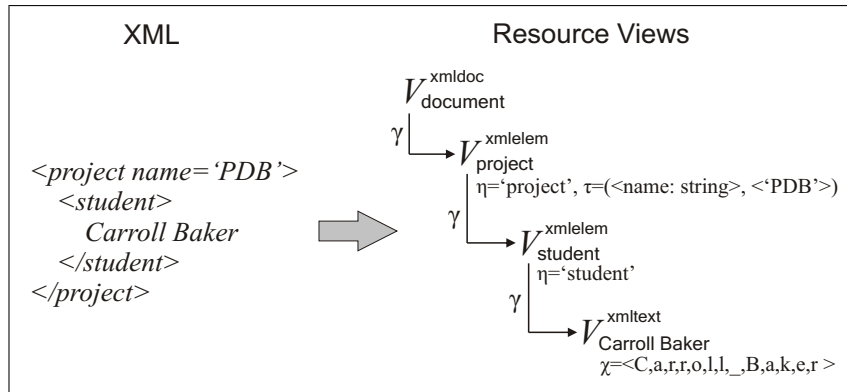 XML
<project name=‘PDB’>
<student>
Carroll Baker
</student>
</project>
Resource Views
V xmldoc document
γ
V xmlelem project
η=‘project’, τ=(<name: string>, <‘PDB’>)
γ
V xmlelem student
η=‘student’
γ
V xmltext Carroll Baker
χ=<C,a,r,r,o,l,l,_,B,a,k,e,r >